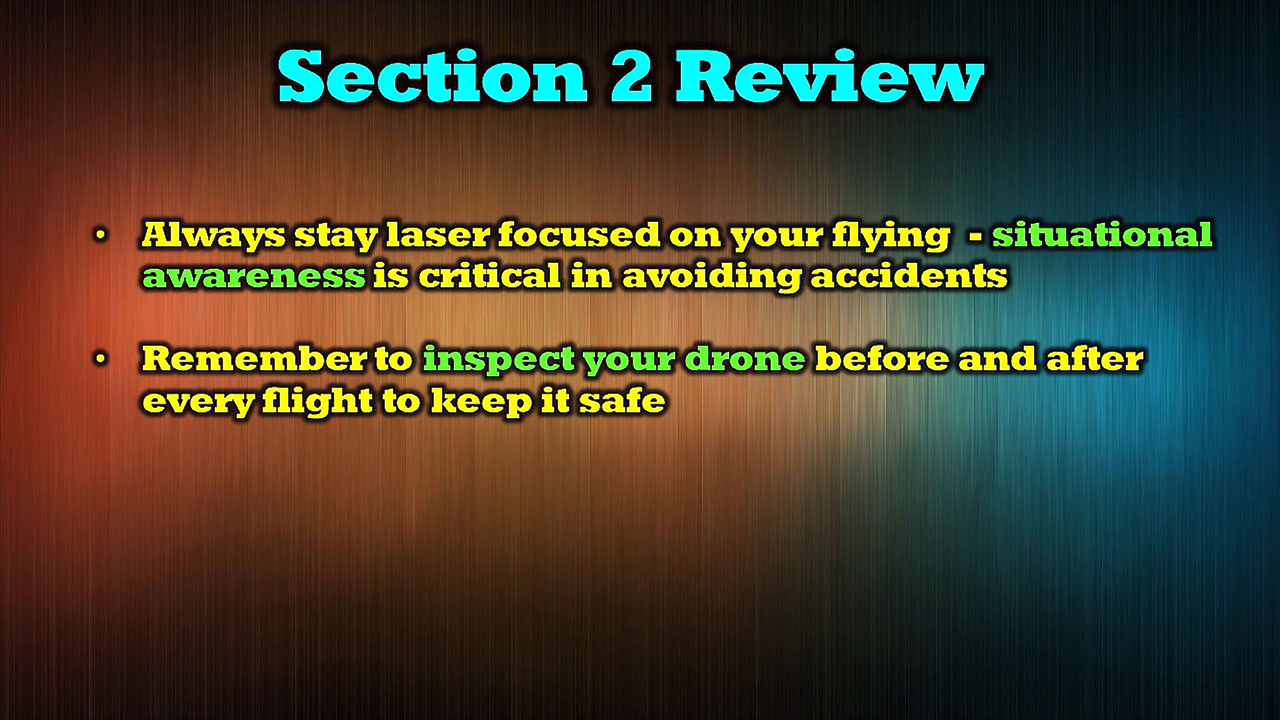 Section 2 Review
• Always stay laser focused on your flying - situational
awareness is critical in avoiding accidents
• Remember to inspect your drone before and after
every flight to keep it safe